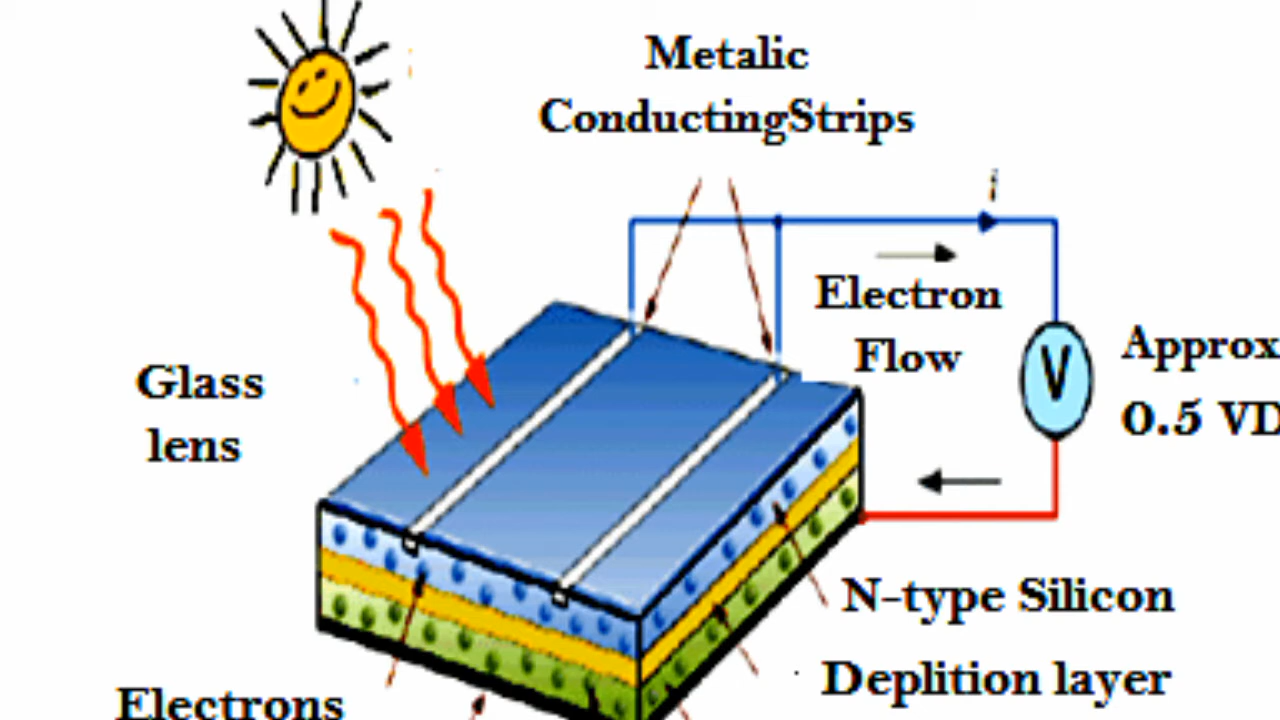 Metalic
ConductingStrips
i
Electron
Flow
V
Approx
0.5 VD
Glass
lens
N-type Silicon
Deplition layer
Electrons